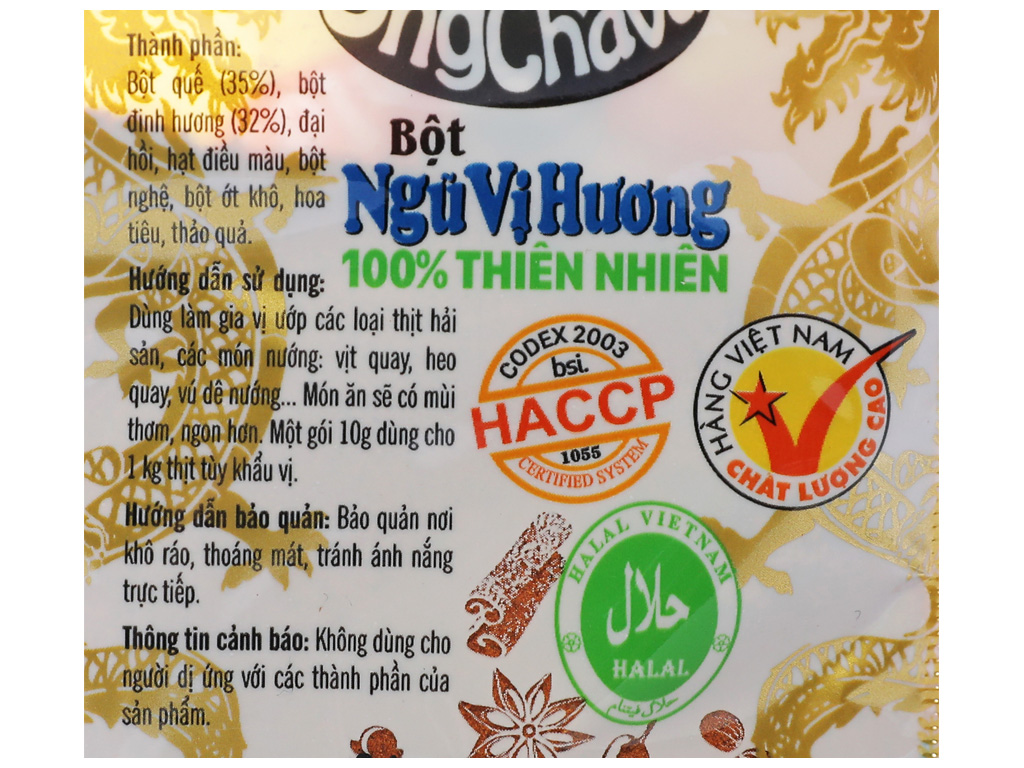 Thành phần:
Bột quế (35%), bột
đinh hương (32%), đại
hồi, hạt điều màu, bột
nghệ, bột ớt khô, hoa
tiêu, thảo quả.
Hướng dẫn sử dụng:
Dùng làm gia vị ướp các loại thịt hải
sản, các món nướng: vịt quay, heo
quay, vú dê nướng... Món ăn sẽ có mùi
thơm, ngon hơn. Một gói 10g dùng cho
1 kg thịt tùy khẩu vị.
Hướng dẫn bảo quản: Bảo quản nơi
khô ráo, thoáng mát, tránh ánh nắng
trực tiếp.
Thông tin cảnh báo: Không dùng cho
người dị ứng với các thành phần của
sản phẩm.
Bột
Ngũ Vị Hương
100% THIÊN NHIÊN
CODEX 2003
bsi.
HACCP
1055
CERTIFIED SYSTEM
HÀNG VIỆT NAM
CHẤT LƯỢNG CAO
HALAL VIETNAM
حلال
HALAL
حلال فيتنام